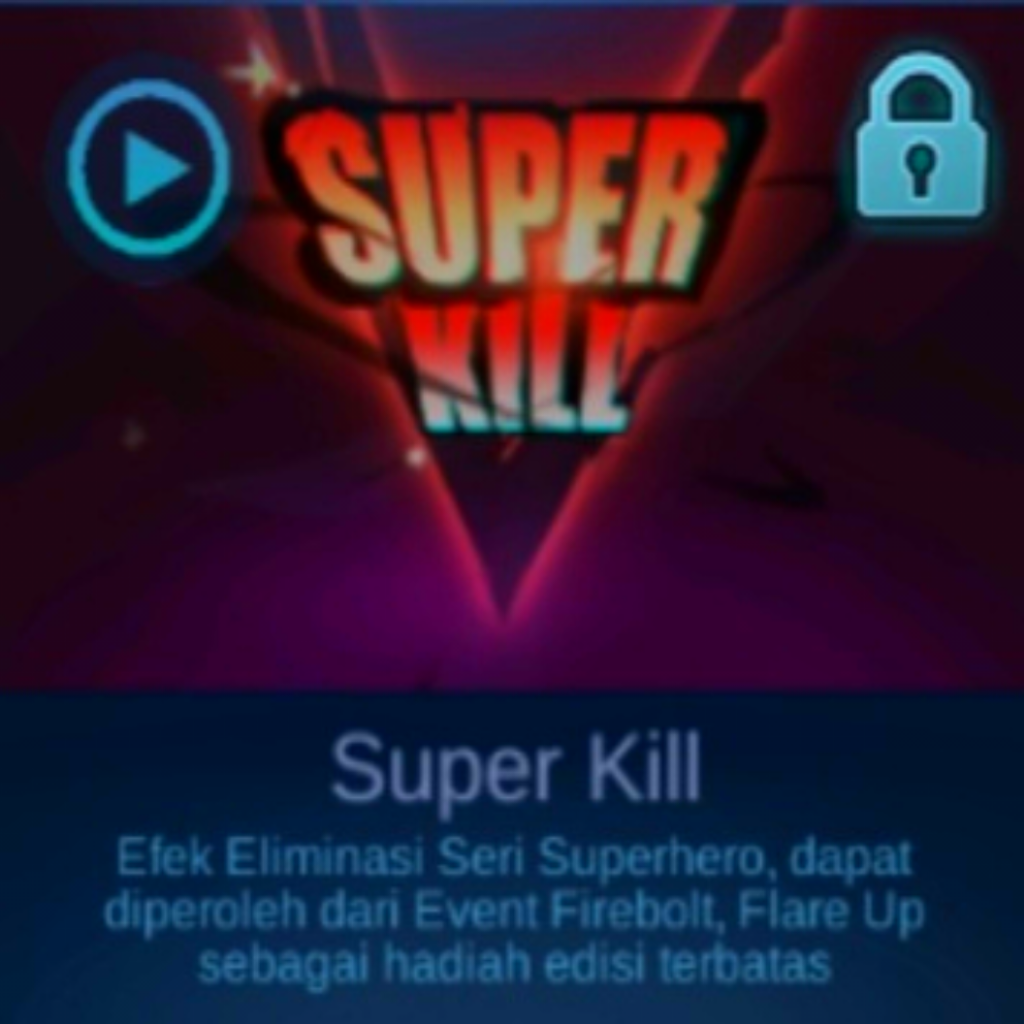 SUPER
KILL
Super Kill
Efek Eliminasi Seri Superhero, dapat
diperoleh dari Event Firebolt, Flare Up
sebagai hadiah edisi terbatas